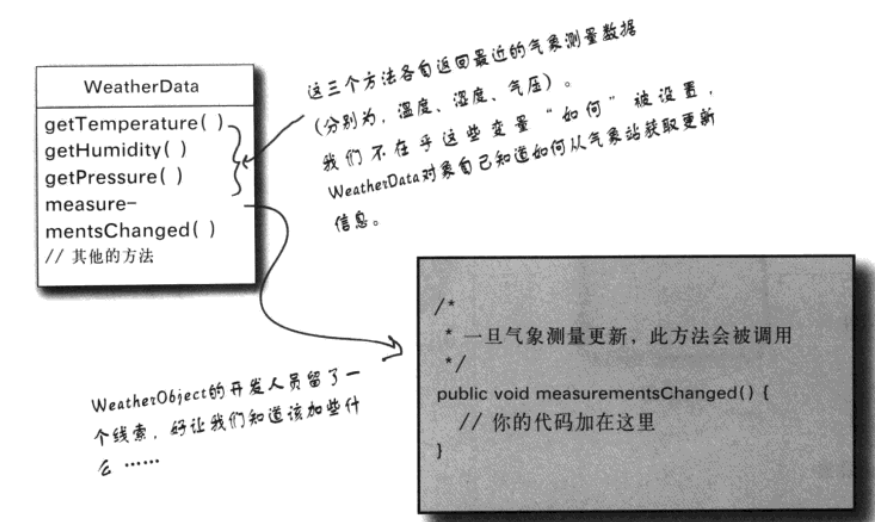 WeatherData
getTemperature( )
getHumidity( )
getPressure( )
measure-
mentsChanged( )
// 其他的方法
这三个方法各自返回最近的气象测量数据
(分别为,温度、湿度、气压)。
我们不在乎这些变量“如何”被设置,
WeatherData对象自己知道如何从气象站获取更新
信息。
/*
* 一旦气象测量更新,此方法会被调用
*/
public void measurementsChanged() {
// 你的代码加在这里
}
WeatherObject的开发人员留了一
个线索,好让我们知道该加些什
么 ……